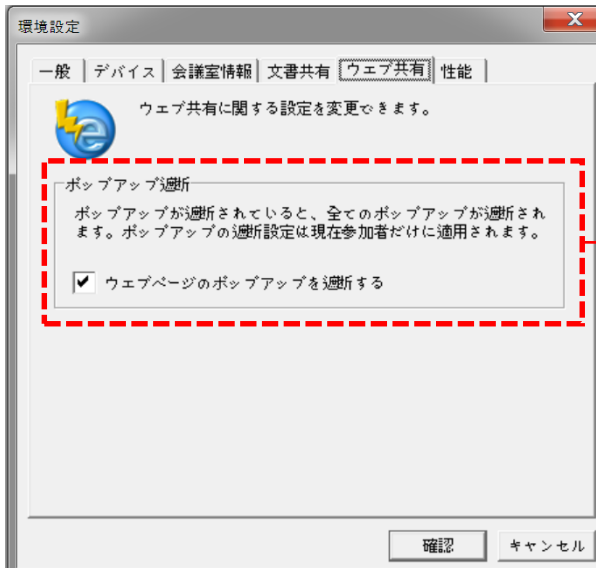 環境設定
一般 デバイス 会議室情報 文書共有 ウェブ共有 性能
ウェブ共有に関する設定を変更できます。
ポップアップ遮断
ポップアップが遮断されていると、全てのポップアップが遮断され
ます。ポップアップの遮断設定は現在参加者だけに適用されます。
ウェブページのポップアップを遮断する
確認 キャンセル